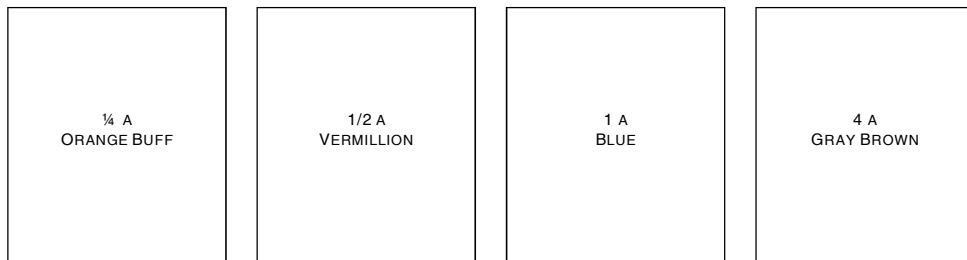 ¼ A
ORANGE BUFF
1/2 A
VERMILLION
1 A
BLUE
4 A
GRAY BROWN